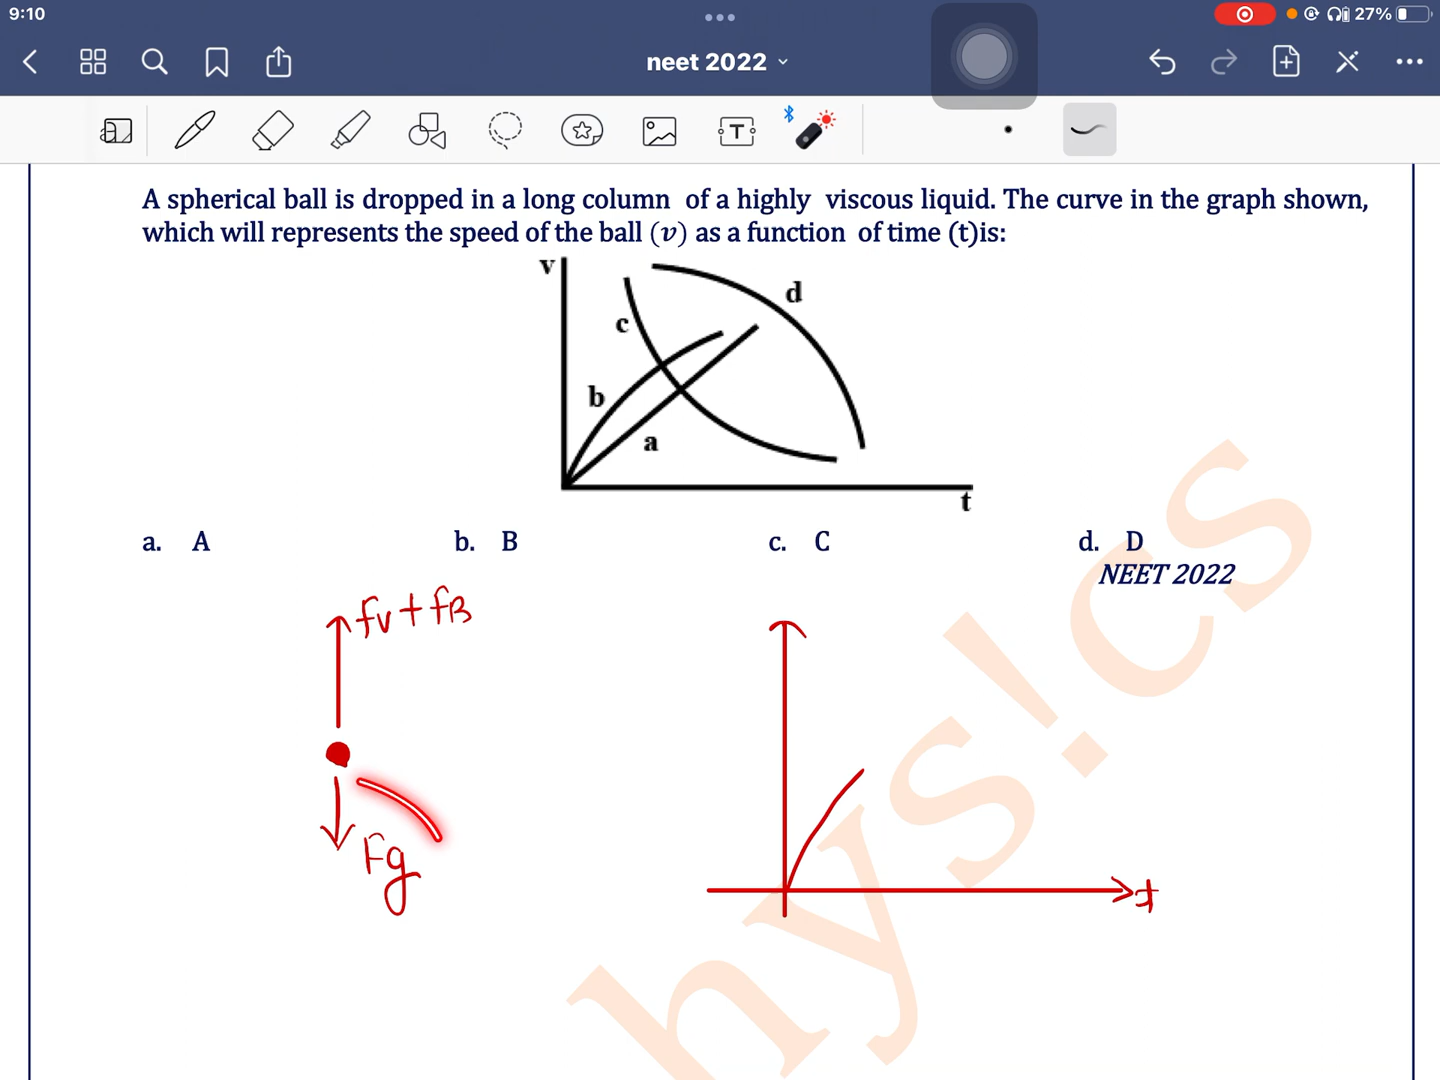 9:10
27%
neet 2022
T
A spherical ball is dropped in a long column of a highly viscous liquid. The curve in the graph shown,
which will represents the speed of the ball (v) as a function of time (t)is:
v
d
c
b
a
t
a. A b. B c. C d. D
NEET 2022
fv + fB
Fg
t
hys!cs